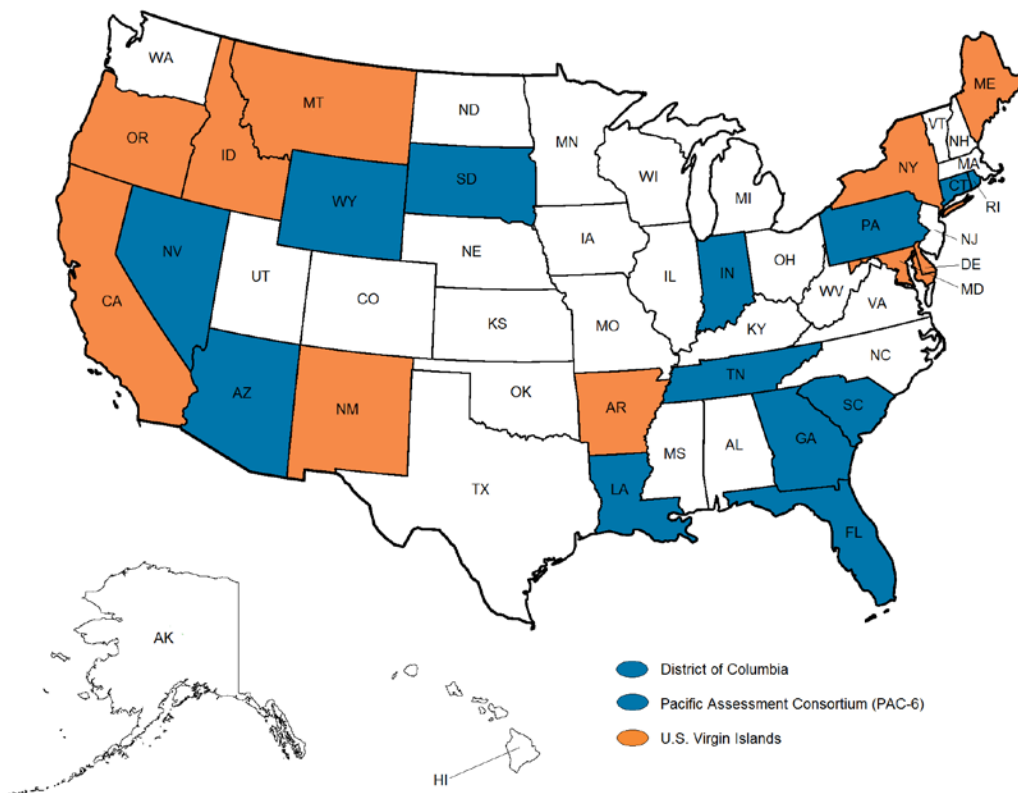 WA
MT
ND
MN
ME
VT
NH
OR
ID
SD
WI
MI
NY
MA
CT
RI
WY
NE
IA
PA
NJ
NV
UT
CO
IL
IN
OH
DE
MD
CA
KS
MO
WV
VA
KY
NC
AZ
NM
OK
AR
TN
SC
TX
LA
MS
AL
GA
FL
AK
HI
District of Columbia
Pacific Assessment Consortium (PAC-6)
U.S. Virgin Islands